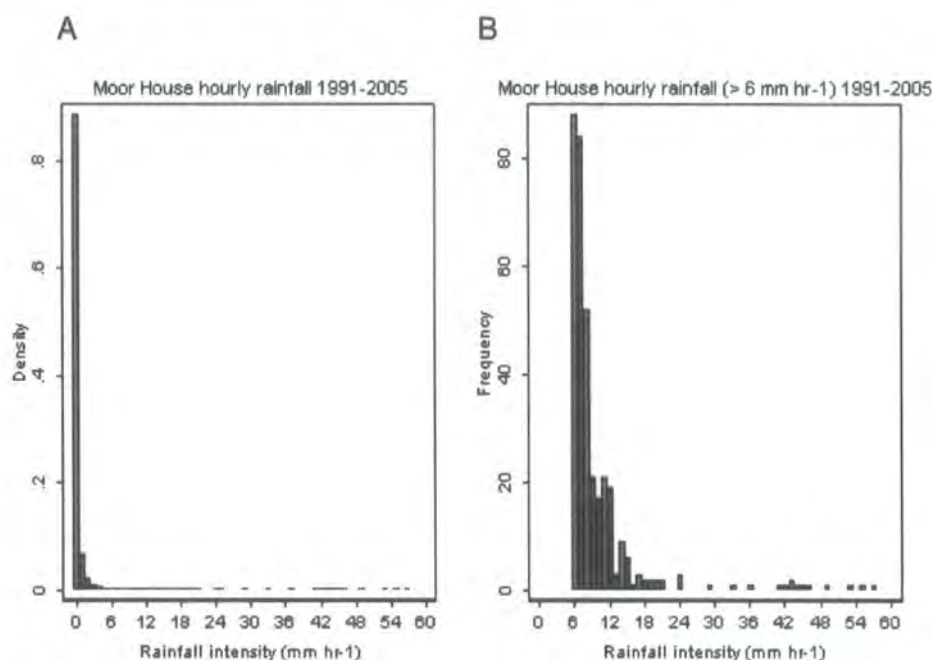 A
Moor House hourly rainfall 1991-2005
Density
.8
.6
.4
.2
0
0 6 12 18 24 30 36 42 48 54 60
Rainfall intensity (mm hr-1)
B
Moor House hourly rainfall (> 6 mm hr-1) 1991-2005
Frequency
80
60
40
20
0
0 6 12 18 24 30 36 42 48 54 60
Rainfall intensity (mm hr-1)